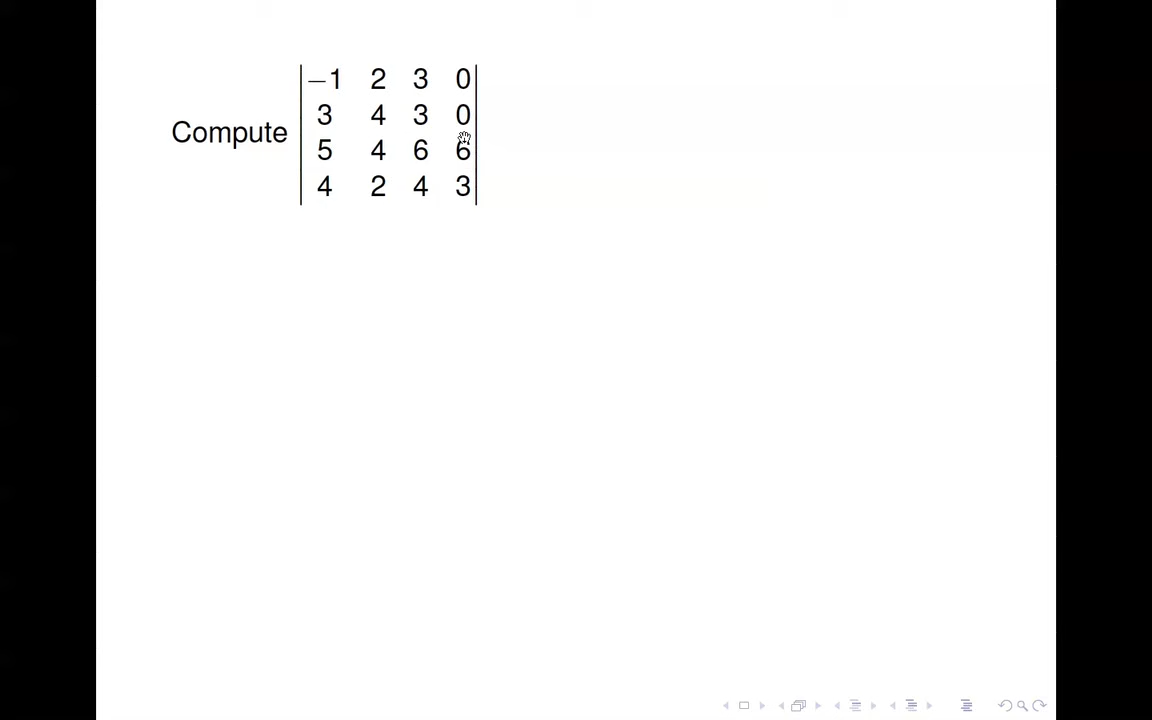 −1 2 3 0
3 4 3 0
Compute
5 4 6 6
4 2 4 3